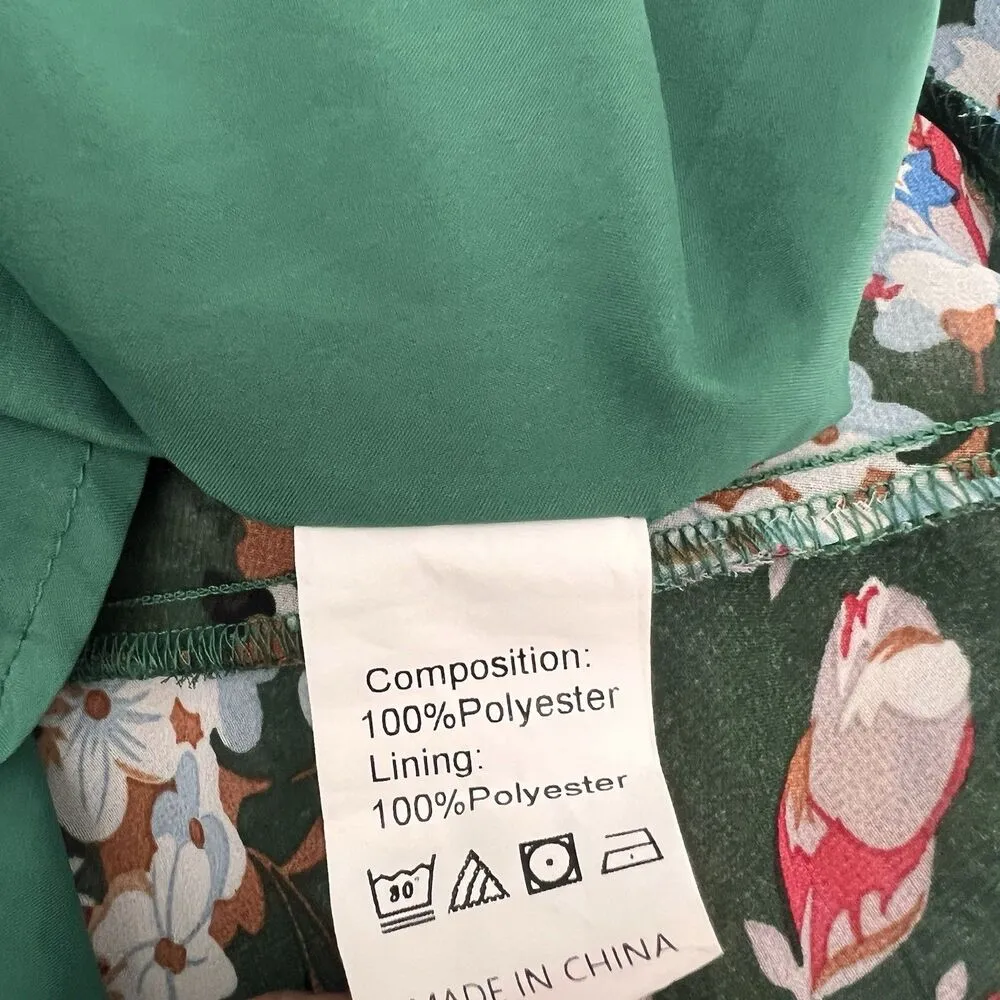 Composition:
100%Polyester
Lining:
100%Polyester
30°
MADE IN CHINA